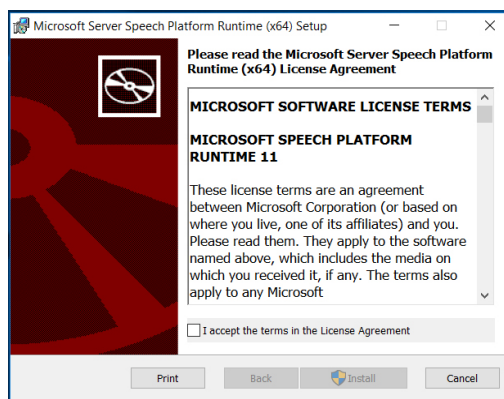 Microsoft Server Speech Platform Runtime (x64) Setup
Please read the Microsoft Server Speech Platform
Runtime (x64) License Agreement
MICROSOFT SOFTWARE LICENSE TERMS
MICROSOFT SPEECH PLATFORM
RUNTIME 11
These license terms are an agreement
between Microsoft Corporation (or based on
where you live, one of its affiliates) and you.
Please read them. They apply to the software
named above, which includes the media on
which you received it, if any. The terms also
apply to any Microsoft
I accept the terms in the License Agreement
Print
Back
Install
Cancel